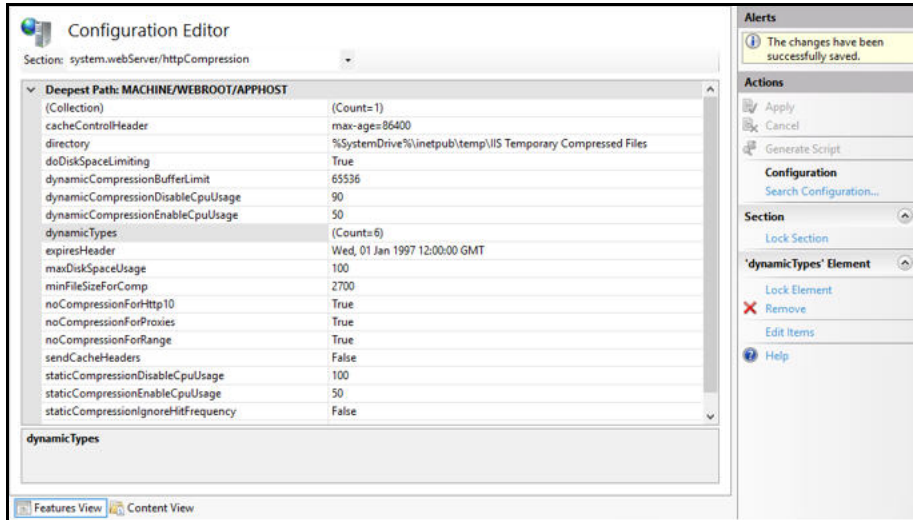 Configuration Editor
Section: system.webServer/httpCompression
Deepest Path: MACHINE/WEBROOT/APPHOST
(Collection) (Count=1)
cacheControlHeader max-age=86400
directory %SystemDrive%\inetpub\temp\IIS Temporary Compressed Files
doDiskSpaceLimiting True
dynamicCompressionBufferLimit 65536
dynamicCompressionDisableCpuUsage 90
dynamicCompressionEnableCpuUsage 50
dynamicTypes (Count=6)
expiresHeader Wed, 01 Jan 1997 12:00:00 GMT
maxDiskSpaceUsage 100
minFileSizeForComp 2700
noCompressionForHttp10 True
noCompressionForProxies True
noCompressionForRange True
sendCacheHeaders False
staticCompressionDisableCpuUsage 100
staticCompressionEnableCpuUsage 50
staticCompressionIgnoreHitFrequency False
dynamicTypes
Features View Content View
Alerts
The changes have been
successfully saved.
Actions
Apply
Cancel
Generate Script
Configuration
Search Configuration...
Section
Lock Section
'dynamicTypes' Element
Lock Element
Remove
Edit Items
Help